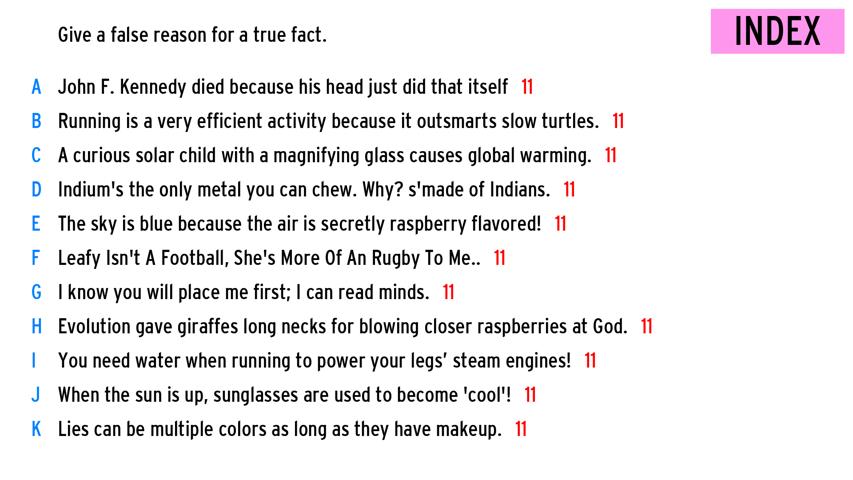 Give a false reason for a true fact.
INDEX
A John F. Kennedy died because his head just did that itself 11
B Running is a very efficient activity because it outsmarts slow turtles. 11
C A curious solar child with a magnifying glass causes global warming. 11
D Indium's the only metal you can chew. Why? s'made of Indians. 11
E The sky is blue because the air is secretly raspberry flavored! 11
F Leafy Isn't A Football, She's More Of An Rugby To Me.. 11
G I know you will place me first; I can read minds. 11
H Evolution gave giraffes long necks for blowing closer raspberries at God. 11
I You need water when running to power your legs’ steam engines! 11
J When the sun is up, sunglasses are used to become 'cool'! 11
K Lies can be multiple colors as long as they have makeup. 11